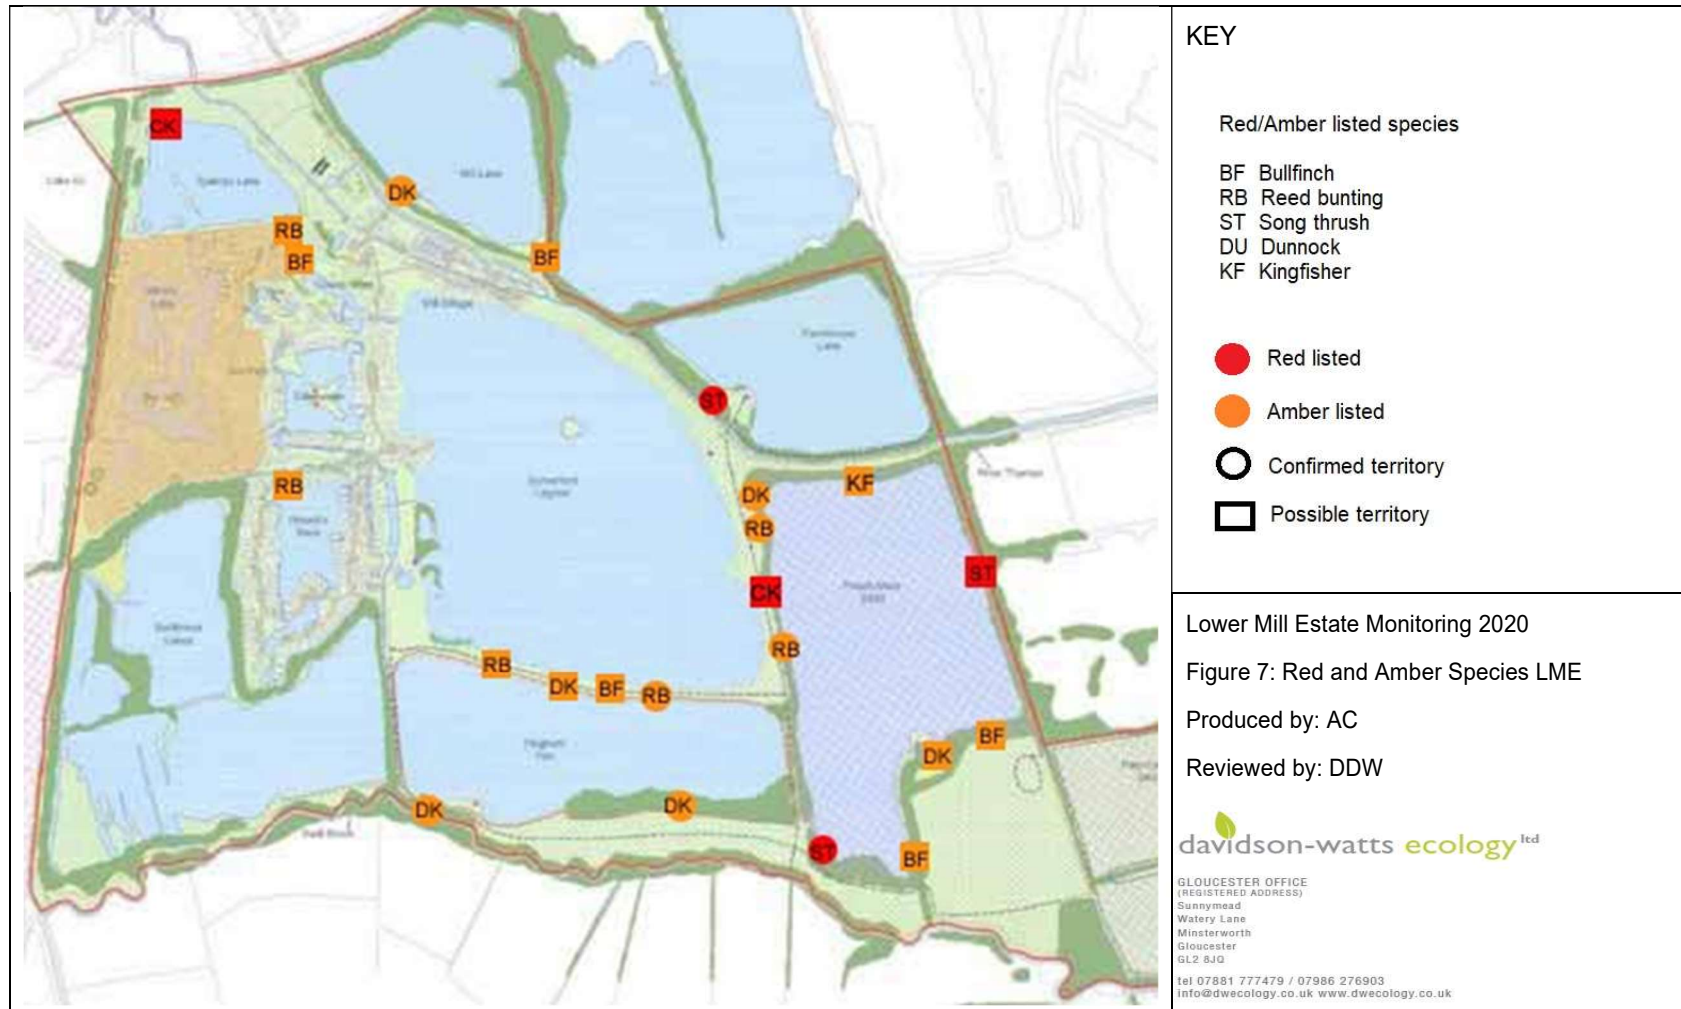 CK
DK
Mill Lake
RB
BF
BF
ST
RB
DK
KF
RB
CK
ST
RB
RB
DK
BF
RB
BF
DK
DK
DK
ST
BF
KEY
Red/Amber listed species
BF Bullfinch
RB Reed bunting
ST Song thrush
DU Dunnock
KF Kingfisher
Red listed
Amber listed
Confirmed territory
Possible territory
Lower Mill Estate Monitoring 2020
Figure 7: Red and Amber Species LME
Produced by: AC
Reviewed by: DDW
davidson-watts ecology ltd
GLOUCESTER OFFICE
(REGISTERED ADDRESS)
Sunnymead
Watery Lane
Minsterworth
Gloucester
GL2 8JQ
tel 07881 777479 / 07986 276903
info@dwecology.co.uk www.dwecology.co.uk